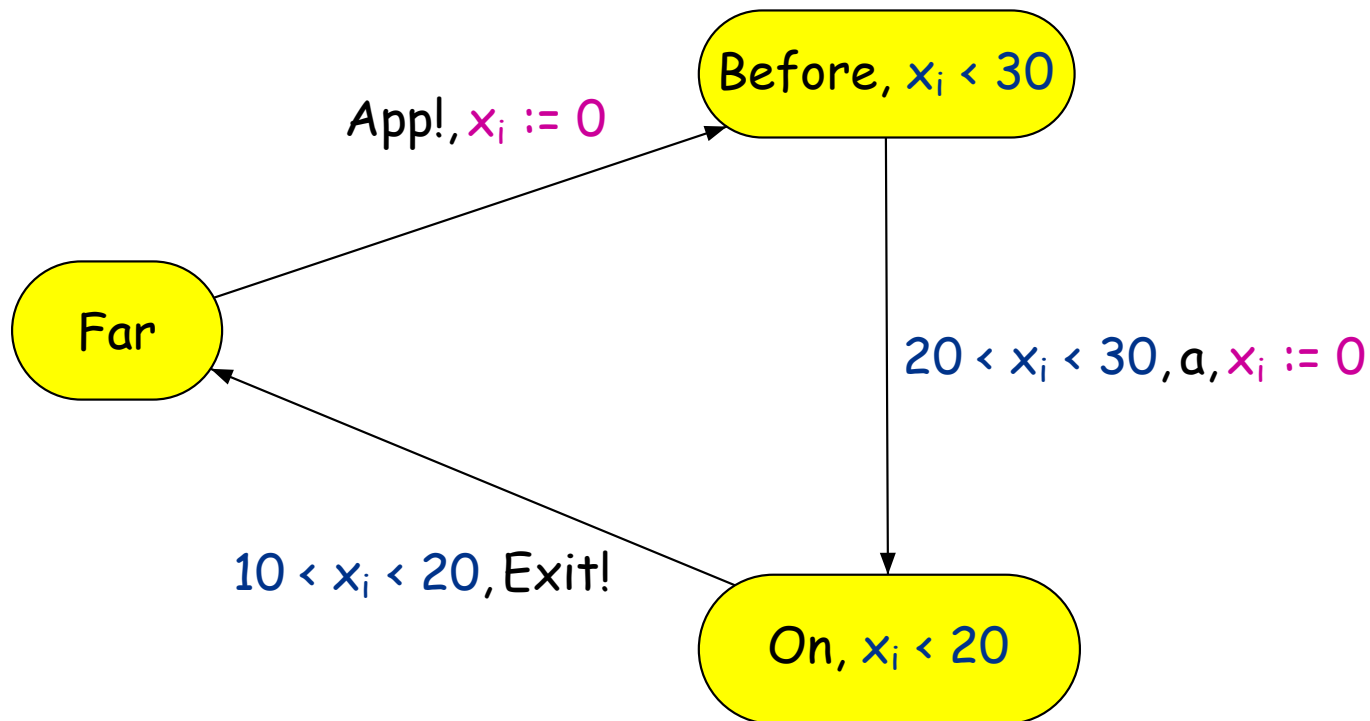 Before, xᵢ < 30
App!, xᵢ := 0
Far
20 < xᵢ < 30, a, xᵢ := 0
10 < xᵢ < 20, Exit!
On, xᵢ < 20